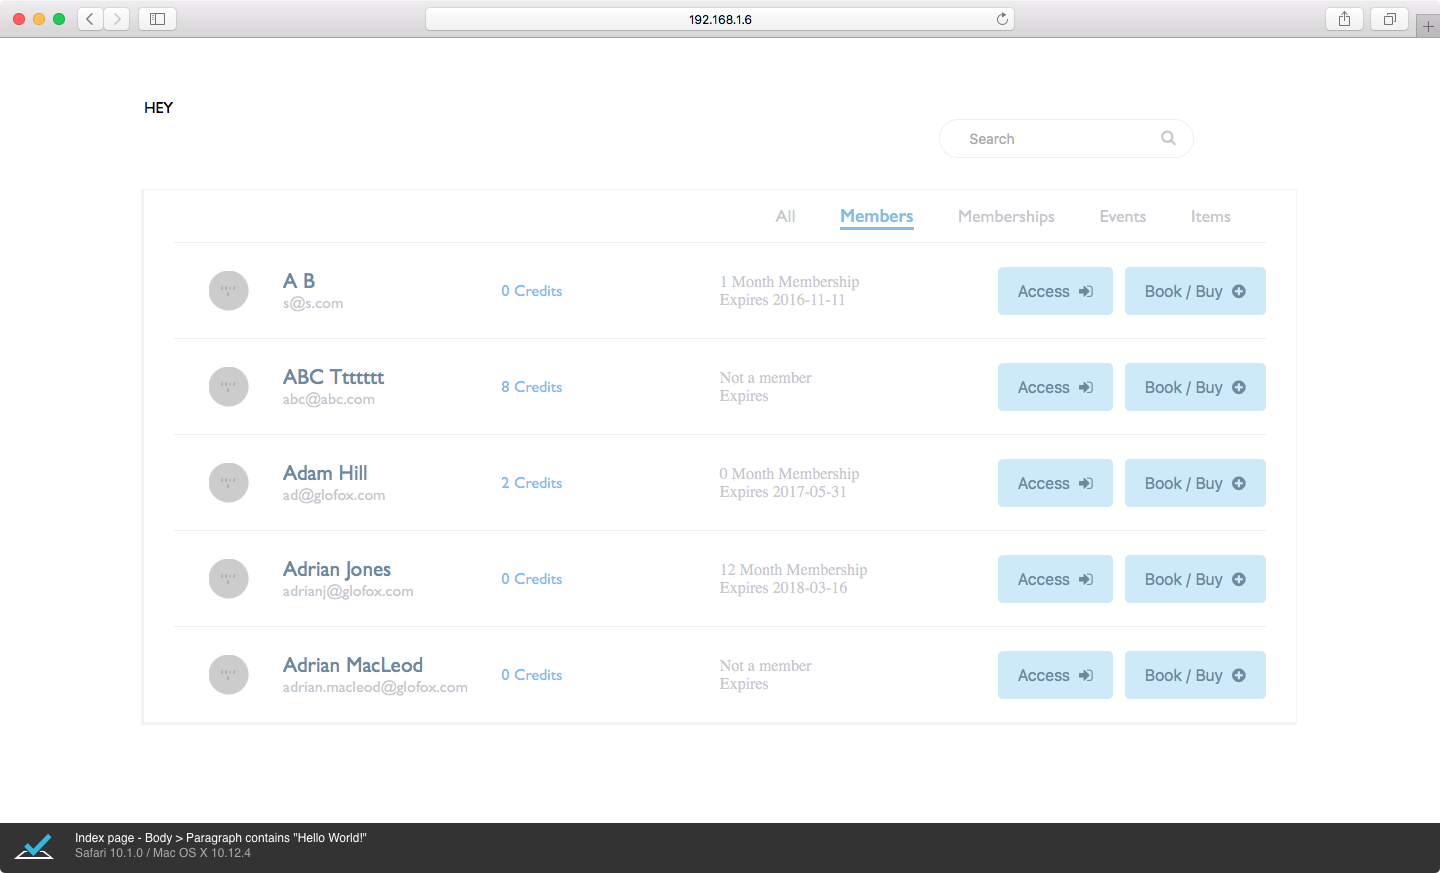 192.168.1.6
HEY
Search
All Members Memberships Events Items
A B
s@s.com
0 Credits
1 Month Membership
Expires 2016-11-11
Access
Book / Buy
ABC Ttttttt
abc@abc.com
8 Credits
Not a member
Expires
Access
Book / Buy
Adam Hill
ad@glofox.com
2 Credits
0 Month Membership
Expires 2017-05-31
Access
Book / Buy
Adrian Jones
adrianj@glofox.com
0 Credits
12 Month Membership
Expires 2018-03-16
Access
Book / Buy
Adrian MacLeod
adrian.macleod@glofox.com
0 Credits
Not a member
Expires
Access
Book / Buy
Index page - Body > Paragraph contains "Hello World!"
Safari 10.1.0 / Mac OS X 10.12.4